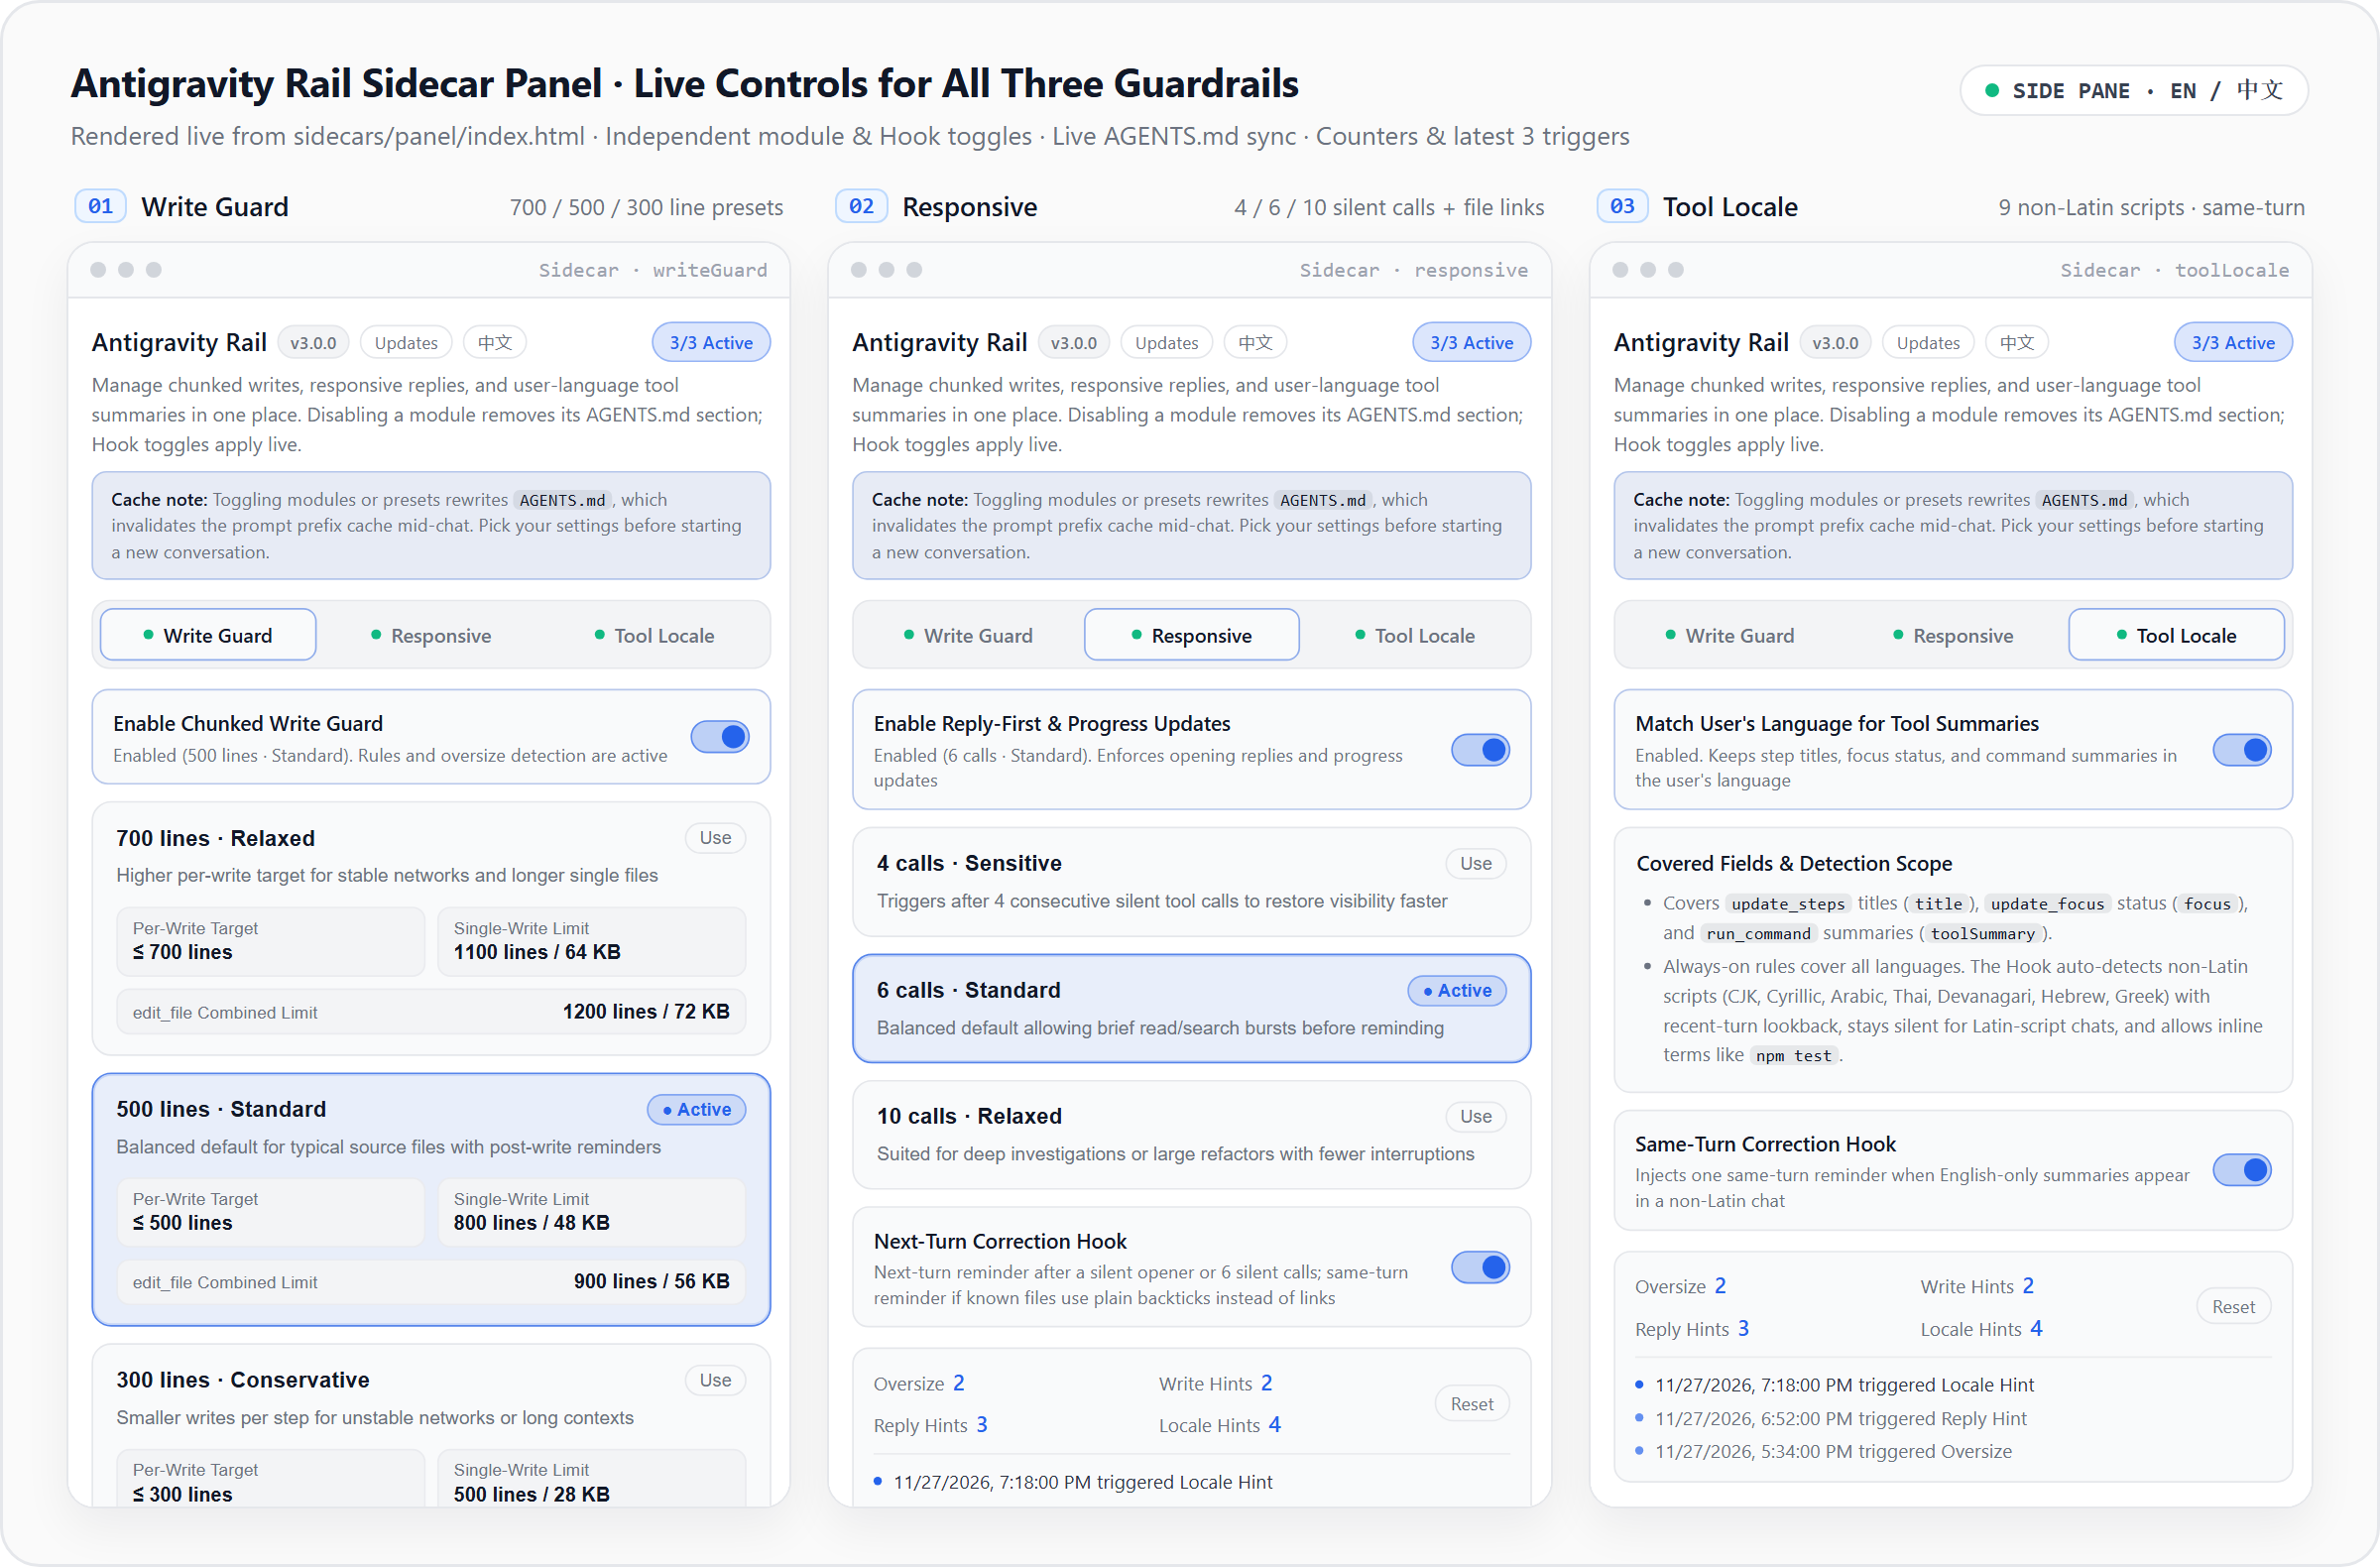 Antigravity Rail Sidecar Panel · Live Controls for All Three Guardrails
SIDE PANE · EN / 中文
Rendered live from sidecars/panel/index.html · Independent module & Hook toggles · Live AGENTS.md sync · Counters & latest 3 triggers
01 Write Guard 700 / 500 / 300 line presets
Sidecar · writeGuard
Antigravity Rail v3.0.0 Updates 中文 3/3 Active
Manage chunked writes, responsive replies, and user-language tool
summaries in one place. Disabling a module removes its AGENTS.md section;
Hook toggles apply live.
Cache note: Toggling modules or presets rewrites AGENTS.md, which
invalidates the prompt prefix cache mid-chat. Pick your settings before starting
a new conversation.
Write Guard Responsive Tool Locale
Enable Chunked Write Guard
Enabled (500 lines · Standard). Rules and oversize detection are active
700 lines · Relaxed Use
Higher per-write target for stable networks and longer single files
Per-Write Target Single-Write Limit
≤ 700 lines 1100 lines / 64 KB
edit_file Combined Limit 1200 lines / 72 KB
500 lines · Standard Active
Balanced default for typical source files with post-write reminders
Per-Write Target Single-Write Limit
≤ 500 lines 800 lines / 48 KB
edit_file Combined Limit 900 lines / 56 KB
300 lines · Conservative Use
Smaller writes per step for unstable networks or long contexts
Per-Write Target Single-Write Limit
≤ 300 lines 500 lines / 28 KB
02 Responsive 4 / 6 / 10 silent calls + file links
Sidecar · responsive
Antigravity Rail v3.0.0 Updates 中文 3/3 Active
Manage chunked writes, responsive replies, and user-language tool
summaries in one place. Disabling a module removes its AGENTS.md section;
Hook toggles apply live.
Cache note: Toggling modules or presets rewrites AGENTS.md, which
invalidates the prompt prefix cache mid-chat. Pick your settings before starting
a new conversation.
Write Guard Responsive Tool Locale
Enable Reply-First & Progress Updates
Enabled (6 calls · Standard). Enforces opening replies and progress
updates
4 calls · Sensitive Use
Triggers after 4 consecutive silent tool calls to restore visibility faster
6 calls · Standard Active
Balanced default allowing brief read/search bursts before reminding
10 calls · Relaxed Use
Suited for deep investigations or large refactors with fewer interruptions
Next-Turn Correction Hook
Next-turn reminder after a silent opener or 6 silent calls; same-turn
reminder if known files use plain backticks instead of links
Oversize 2 Write Hints 2
Reset
Reply Hints 3 Locale Hints 4
11/27/2026, 7:18:00 PM triggered Locale Hint
03 Tool Locale 9 non-Latin scripts · same-turn
Sidecar · toolLocale
Antigravity Rail v3.0.0 Updates 中文 3/3 Active
Manage chunked writes, responsive replies, and user-language tool
summaries in one place. Disabling a module removes its AGENTS.md section;
Hook toggles apply live.
Cache note: Toggling modules or presets rewrites AGENTS.md, which
invalidates the prompt prefix cache mid-chat. Pick your settings before starting
a new conversation.
Write Guard Responsive Tool Locale
Match User's Language for Tool Summaries
Enabled. Keeps step titles, focus status, and command summaries in
the user's language
Covered Fields & Detection Scope
• Covers update_steps titles (title), update_focus status (focus),
and run_command summaries (toolSummary).
• Always-on rules cover all languages. The Hook auto-detects non-Latin
scripts (CJK, Cyrillic, Arabic, Thai, Devanagari, Hebrew, Greek) with
recent-turn lookback, stays silent for Latin-script chats, and allows inline
terms like npm test.
Same-Turn Correction Hook
Injects one same-turn reminder when English-only summaries appear
in a non-Latin chat
Oversize 2 Write Hints 2
Reset
Reply Hints 3 Locale Hints 4
11/27/2026, 7:18:00 PM triggered Locale Hint
11/27/2026, 6:52:00 PM triggered Reply Hint
11/27/2026, 5:34:00 PM triggered Oversize